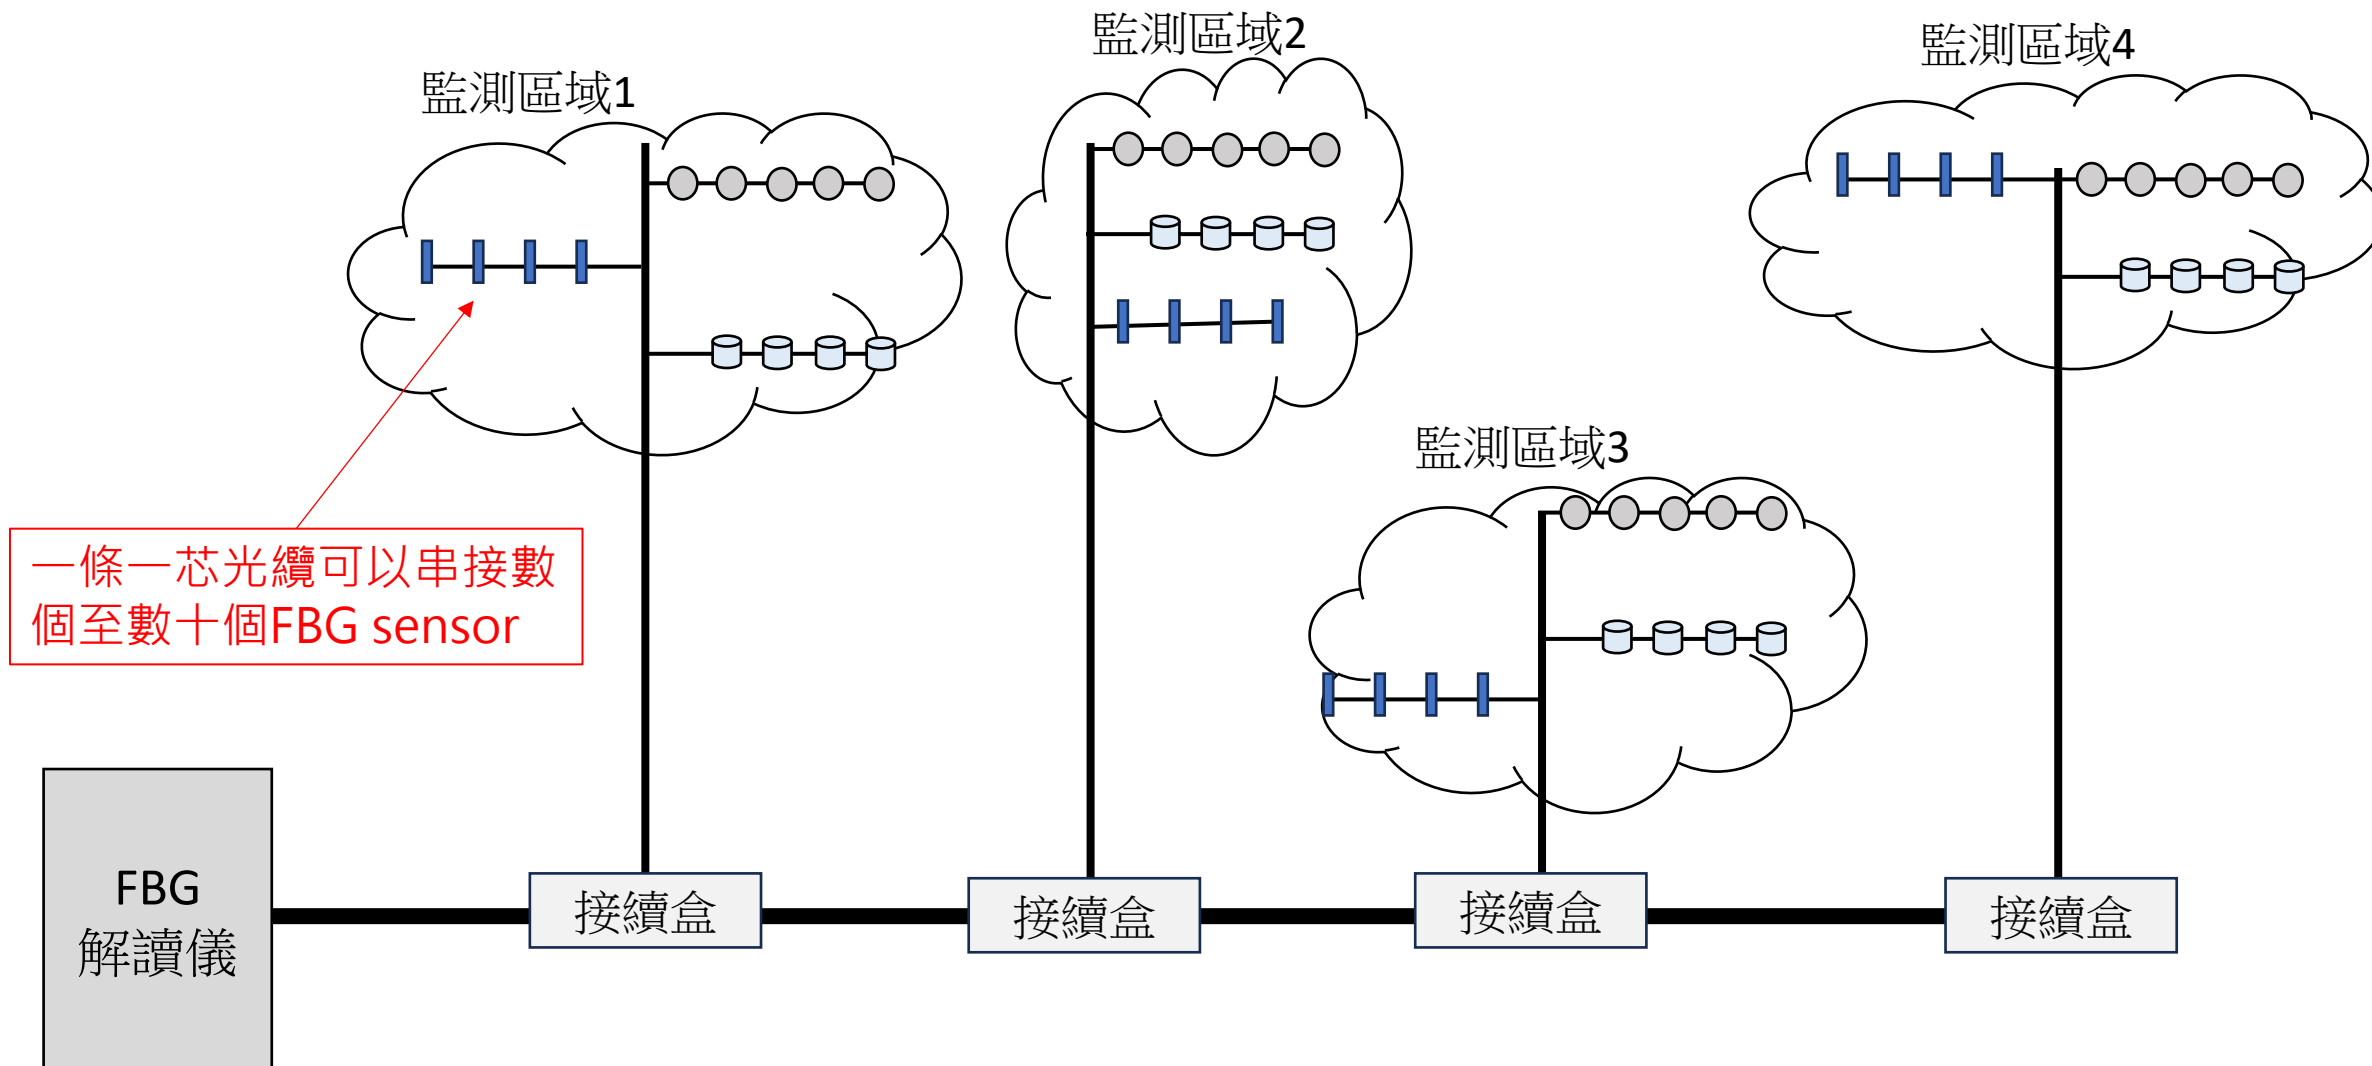 監測區域1
監測區域2
監測區域4
監測區域3
一條一芯光纜可以串接數
個至數十個FBG sensor
FBG
解讀儀
接續盒
接續盒
接續盒
接續盒